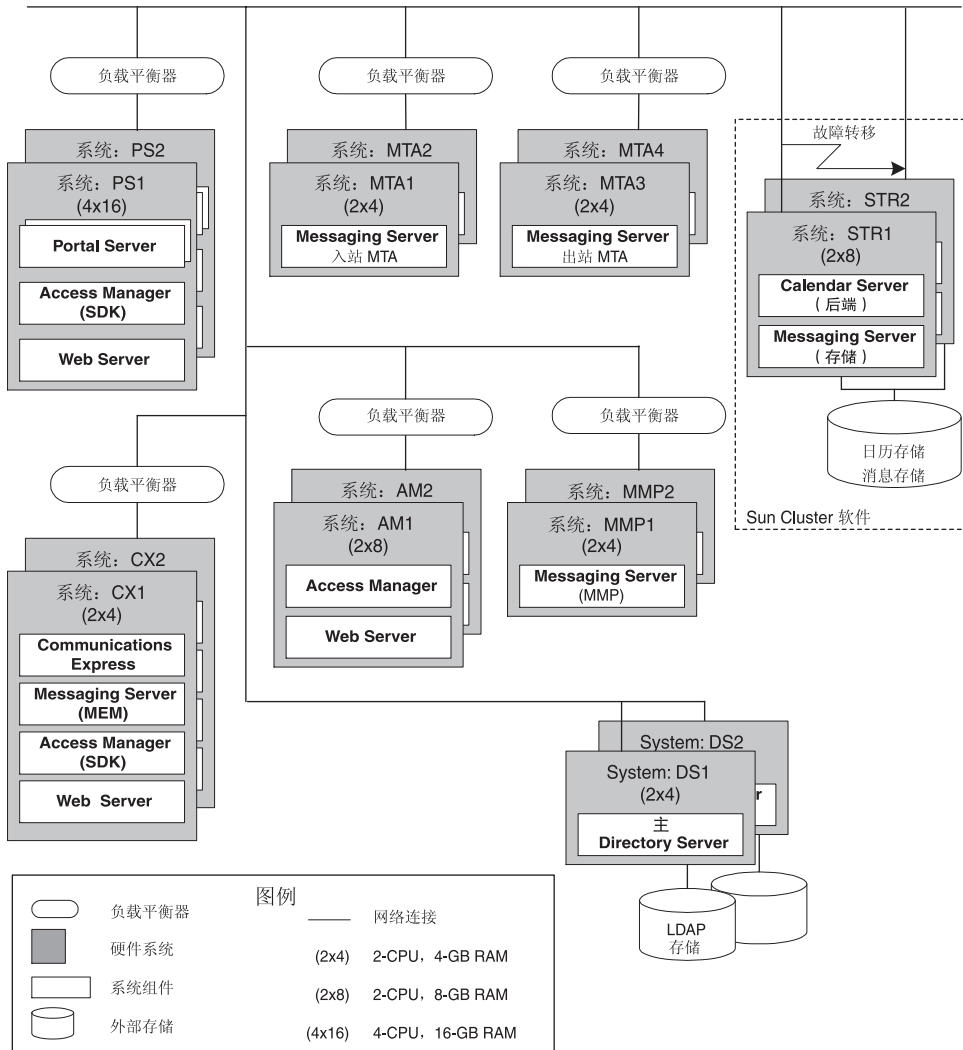 负载平衡器
负载平衡器
负载平衡器
故障转移
系统：PS2
系统：PS1
(4x16)
Portal Server
Access Manager
(SDK)
Web Server
系统：MTA2
系统：MTA1
(2x4)
Messaging Server
入站 MTA
系统：MTA4
系统：MTA3
(2x4)
Messaging Server
出站 MTA
系统：STR2
系统：STR1
(2x8)
Calendar Server
（后端）
Messaging Server
（存储）
日历存储
消息存储
Sun Cluster 软件
负载平衡器
负载平衡器
负载平衡器
系统：CX2
系统：CX1
(2x4)
Communications
Express
Messaging Server
(MEM)
Access Manager
(SDK)
Web Server
系统：AM2
系统：AM1
(2x8)
Access Manager
Web Server
系统：MMP2
系统：MMP1
(2x4)
Messaging Server
(MMP)
System: DS2
System: DS1
(2x4)
r
主
Directory Server
LDAP
存储
图例
负载平衡器
硬件系统
系统组件
外部存储
网络连接
(2x4) 2-CPU，4-GB RAM
(2x8) 2-CPU，8-GB RAM
(4x16) 4-CPU，16-GB RAM